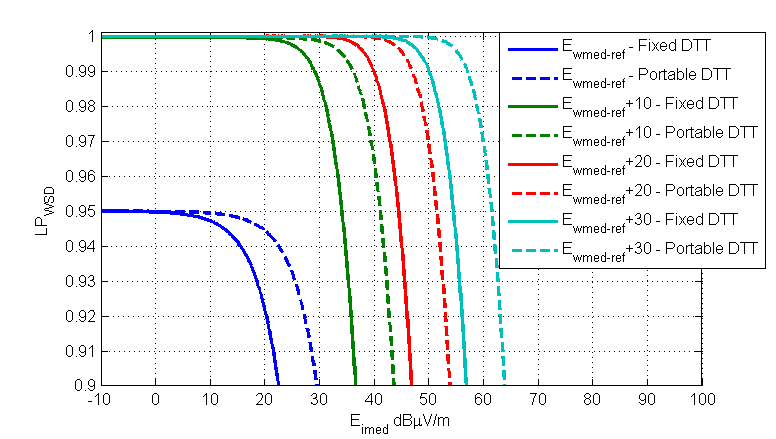 1
0.99
0.98
0.97
0.96
0.95
0.94
0.93
0.92
0.91
0.9
-10 0 10 20 30 40 50 60 70 80 90 100
LP_WSD
E_imed dBµV/m
E_wmed-ref - Fixed DTT
E_wmed-ref - Portable DTT
E_wmed-ref+10 - Fixed DTT
E_wmed-ref+10 - Portable DTT
E_wmed-ref+20 - Fixed DTT
E_wmed-ref+20 - Portable DTT
E_wmed-ref+30 - Fixed DTT
E_wmed-ref+30 - Portable DTT